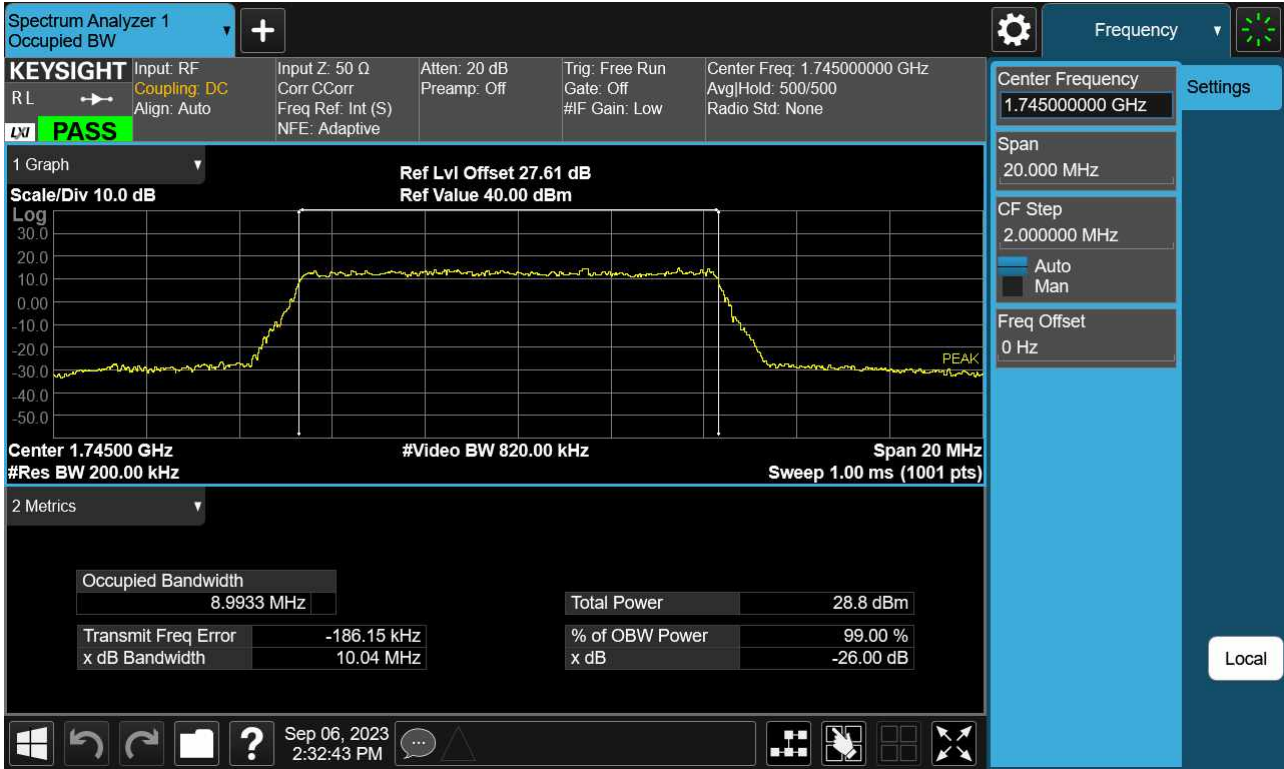 Spectrum Analyzer 1
Occupied BW
Frequency
KEYSIGHT
RL
LXI
PASS
Input: RF
Coupling: DC
Align: Auto
Input Z: 50 Ω
Corr CCorr
Freq Ref: Int (S)
NFE: Adaptive
Atten: 20 dB
Preamp: Off
Trig: Free Run
Gate: Off
#IF Gain: Low
Center Freq: 1.745000000 GHz
Avg|Hold: 500/500
Radio Std: None
Center Frequency
1.745000000 GHz
Settings
Span
20.000 MHz
CF Step
2.000000 MHz
Auto
Man
Freq Offset
0 Hz
Local
1 Graph
Ref Lvl Offset 27.61 dB
Scale/Div 10.0 dB
Ref Value 40.00 dBm
Log
30.0
20.0
10.0
0.00
-10.0
-20.0
-30.0
-40.0
-50.0
PEAK
Center 1.74500 GHz
#Video BW 820.00 kHz
Span 20 MHz
#Res BW 200.00 kHz
Sweep 1.00 ms (1001 pts)
2 Metrics
Occupied Bandwidth
8.9933 MHz
Total Power 28.8 dBm
Transmit Freq Error -186.15 kHz
% of OBW Power 99.00 %
x dB Bandwidth 10.04 MHz
x dB -26.00 dB
?
Sep 06, 2023
2:32:43 PM